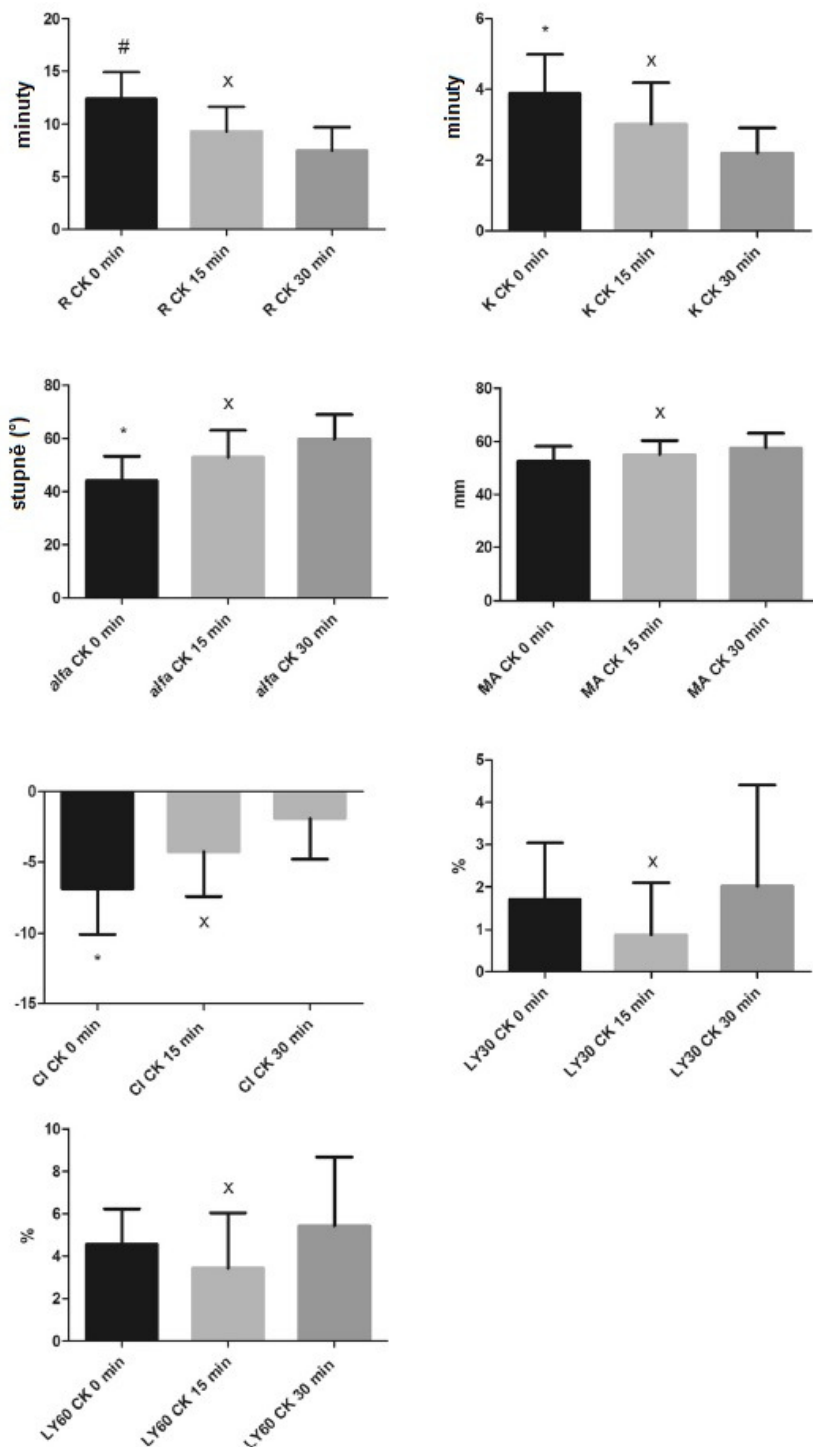 20
15
10
5
0
minuty
#
x
R CK 0 min
R CK 15 min
R CK 30 min
6
4
2
0
minuty
*
x
K CK 0 min
K CK 15 min
K CK 30 min
80
60
40
20
0
stupně (°)
*
x
alfa CK 0 min
alfa CK 15 min
alfa CK 30 min
80
60
40
20
0
mm
x
MA CK 0 min
MA CK 15 min
MA CK 30 min
0
-5
-10
-15
*
x
CI CK 0 min
CI CK 15 min
CI CK 30 min
5
4
3
2
1
0
%
x
LY30 CK 0 min
LY30 CK 15 min
LY30 CK 30 min
10
8
6
4
2
0
%
x
LY60 CK 0 min
LY60 CK 15 min
LY60 CK 30 min